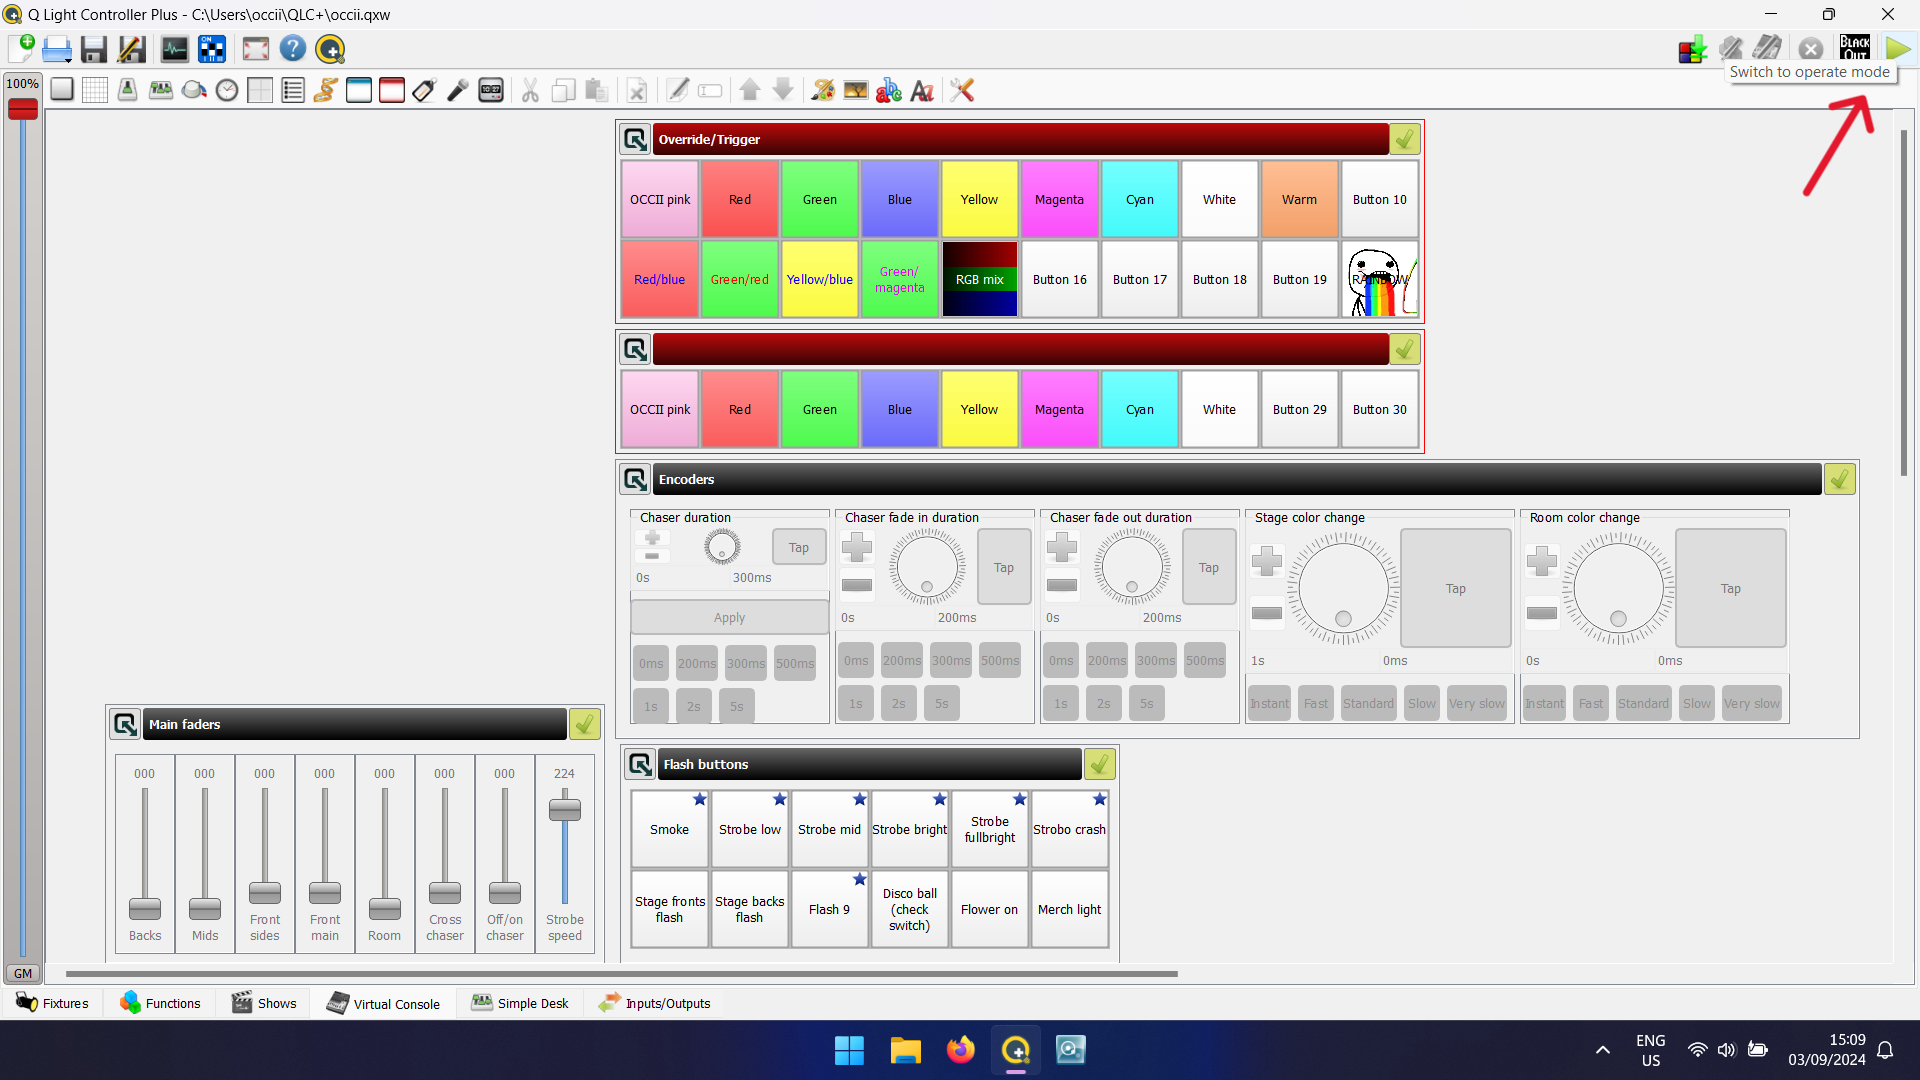 Q Light Controller Plus - C:\Users\occii\QLC+\occii.qxw
ON
BLACK
OUT
Switch to operate mode
100%
Override/Trigger
OCCII pink
Red
Green
Blue
Yellow
Magenta
Cyan
White
Warm
Button 10
Red/blue
Green/red
Yellow/blue
Green/
magenta
RGB mix
Button 16
Button 17
Button 18
Button 19
RAINBOW
OCCII pink
Red
Green
Blue
Yellow
Magenta
Cyan
White
Button 29
Button 30
Encoders
Chaser duration
Tap
0s
300ms
Apply
0ms
200ms
300ms
500ms
1s
2s
5s
Chaser fade in duration
Tap
0s
200ms
0ms
200ms
300ms
500ms
1s
2s
5s
Chaser fade out duration
Tap
0s
200ms
0ms
200ms
300ms
500ms
1s
2s
5s
Stage color change
Tap
1s
0ms
Instant
Fast
Standard
Slow
Very slow
Room color change
Tap
0s
0ms
Instant
Fast
Standard
Slow
Very slow
Main faders
000
000
000
000
000
000
000
224
Backs
Mids
Front
sides
Front
main
Room
Cross
chaser
Off/on
chaser
Strobe
speed
Flash buttons
Smoke
Strobe low
Strobe mid
Strobe bright
Strobe
fullbright
Strobo crash
Stage fronts
flash
Stage backs
flash
Flash 9
Disco ball
(check
switch)
Flower on
Merch light
GM
Fixtures
Functions
Shows
Virtual Console
Simple Desk
Inputs/Outputs
ENG
US
15:09
03/09/2024